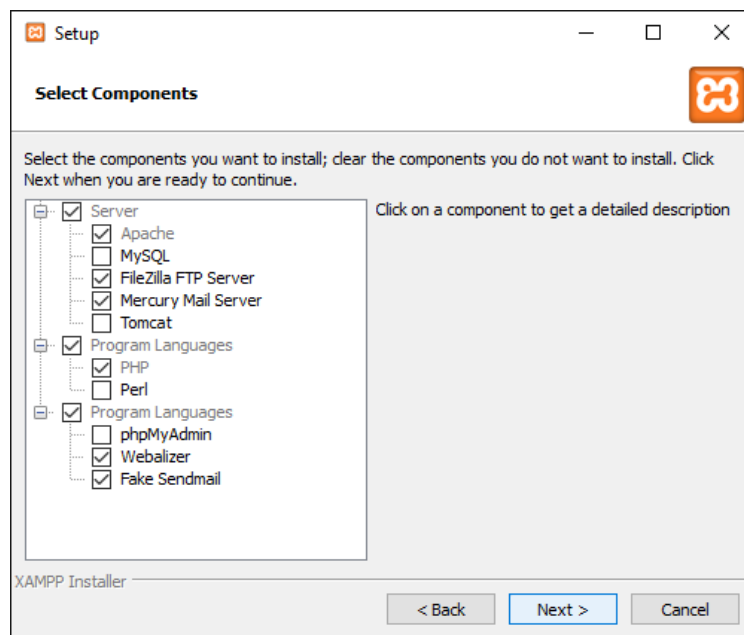 Setup
Select Components
Select the components you want to install; clear the components you do not want to install. Click
Next when you are ready to continue.
Server
Apache
MySQL
FileZilla FTP Server
Mercury Mail Server
Tomcat
Program Languages
PHP
Perl
Program Languages
phpMyAdmin
Webalizer
Fake Sendmail
Click on a component to get a detailed description
XAMPP Installer
< Back
Next >
Cancel